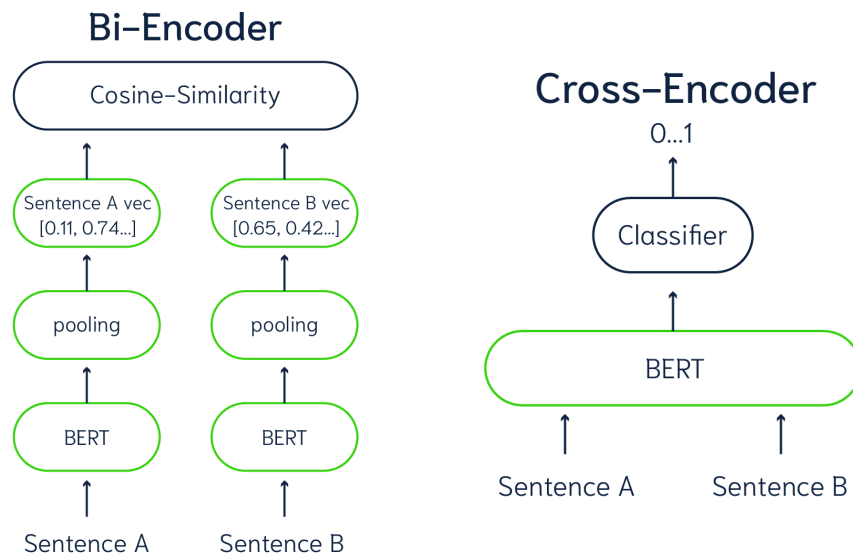 Bi-Encoder
Cosine-Similarity
Sentence A vec
[0.11, 0.74...]
Sentence B vec
[0.65, 0.42...]
pooling
pooling
BERT
BERT
Sentence A
Sentence B
Cross-Encoder
0...1
Classifier
BERT
Sentence A
Sentence B